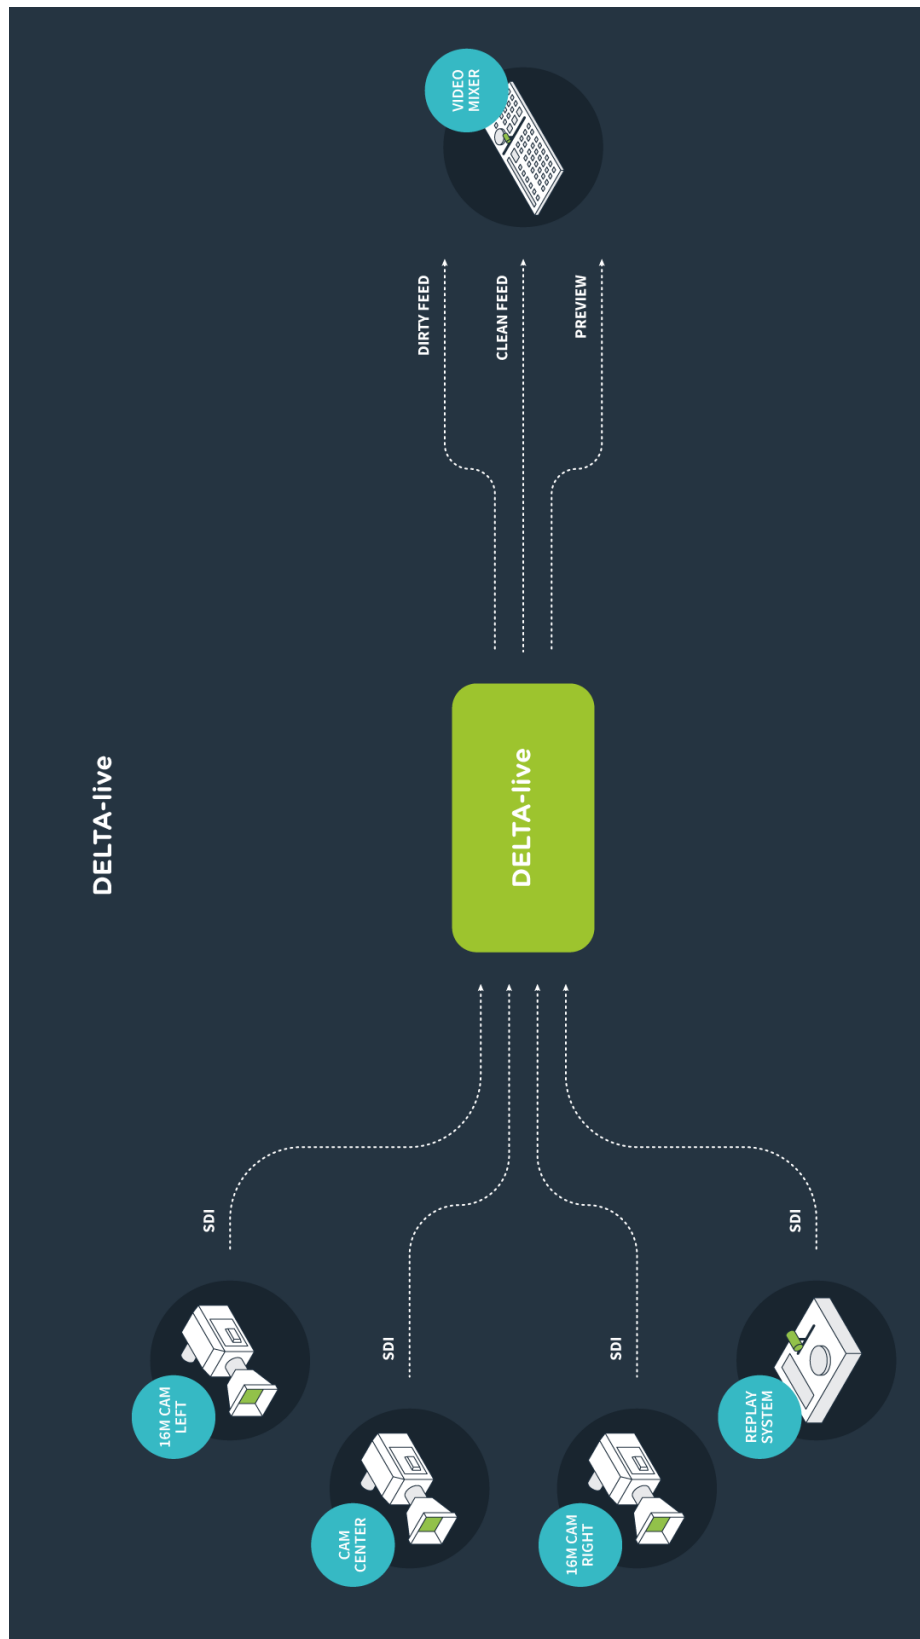 DELTA-live
16M CAM
LEFT
SDI
CAM
CENTER
SDI
16M CAM
RIGHT
SDI
REPLAY
SYSTEM
SDI
DELTA-live
DIRTY FEED
CLEAN FEED
PREVIEW
VIDEO
MIXER